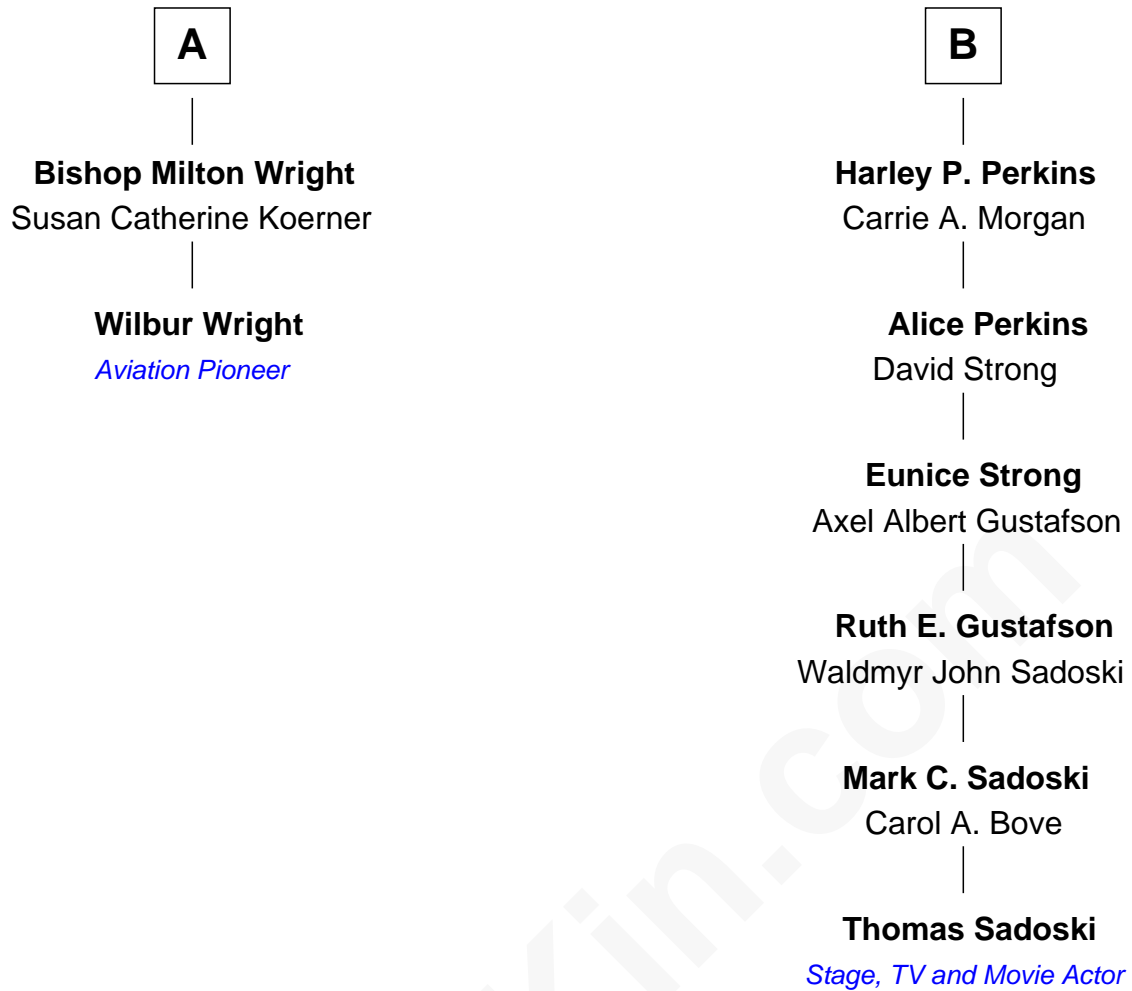 A
Bishop Milton Wright
Susan Catherine Koerner
Wilbur Wright
Aviation Pioneer
B
Harley P. Perkins
Carrie A. Morgan
Alice Perkins
David Strong
Eunice Strong
Axel Albert Gustafson
Ruth E. Gustafson
Waldmyr John Sadoski
Mark C. Sadoski
Carol A. Bove
Thomas Sadoski
Stage, TV and Movie Actor